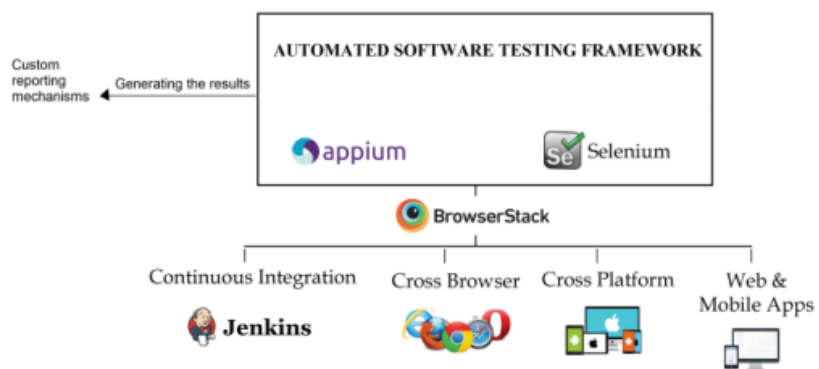 AUTOMATED SOFTWARE TESTING FRAMEWORK
Custom
reporting
mechanisms
Generating the results
appium
Se Selenium
BrowserStack
Continuous Integration
Cross Browser
Cross Platform
Web &
Mobile Apps
Jenkins